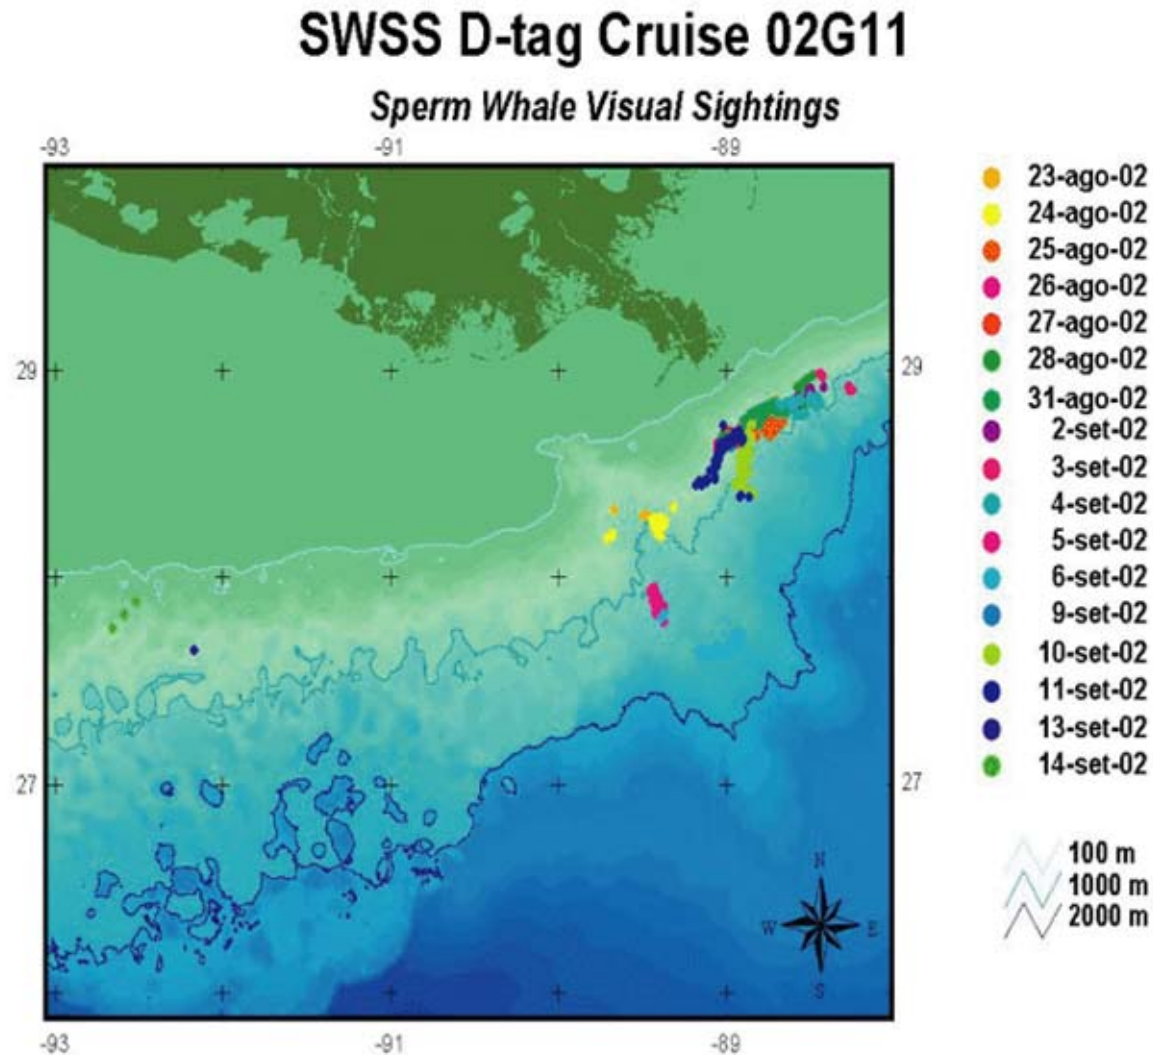 SWSS D-tag Cruise 02G11
Sperm Whale Visual Sightings
-93 -91 -89
29 29
27 27
N
W E
S
-93 -91 -89
23-ago-02
24-ago-02
25-ago-02
26-ago-02
27-ago-02
28-ago-02
31-ago-02
2-set-02
3-set-02
4-set-02
5-set-02
6-set-02
9-set-02
10-set-02
11-set-02
13-set-02
14-set-02
100 m
1000 m
2000 m